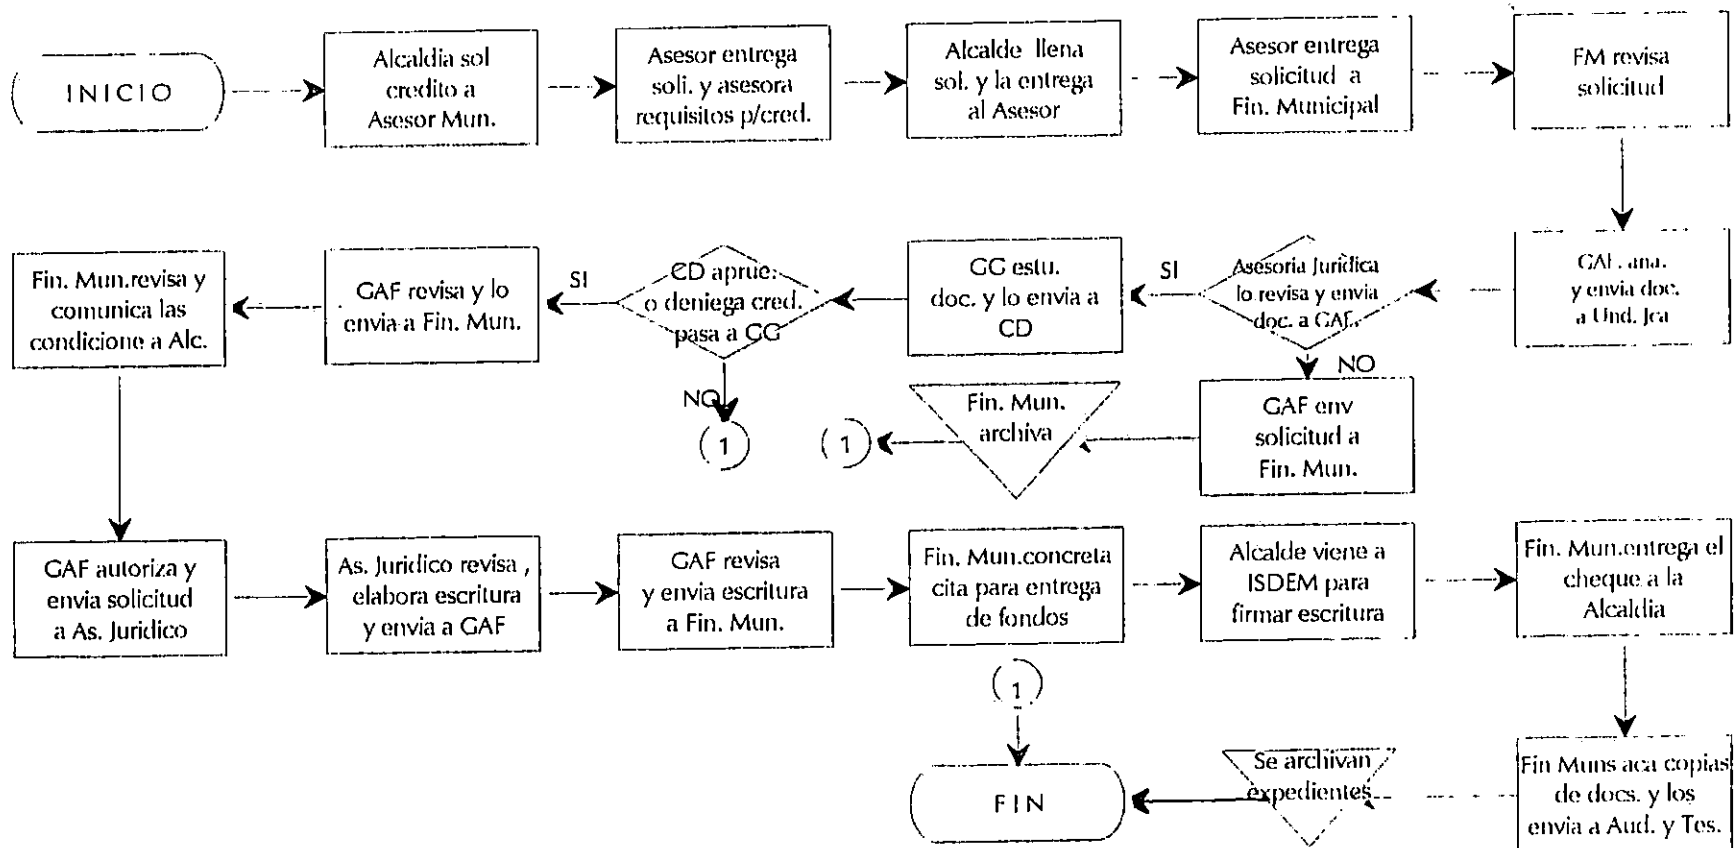 INICIO
Alcaldia sol
credito a
Asesor Mun.
Asesor entrega
soli. y asesora
requisitos p/cred.
Alcalde llena
sol. y la entrega
al Asesor
Asesor entrega
solicitud a
Fin. Municipal
FM revisa
solicitud
GAF. ana.
y envia doc.
a Und. Jca
Asesoria Juridica
lo revisa y envia
doc. a GAF.
SI
NO
GG estu.
doc. y lo envia a
CD
CD aprue.
o deniega cred.
pasa a GG
SI
NO
1
GAF revisa y lo
envia a Fin. Mun.
Fin. Mun.revisa y
comunica las
condicione a Alc.
GAF env
solicitud a
Fin. Mun.
Fin. Mun.
archiva
1
GAF autoriza y
envia solicitud
a As. Juridico
As. Juridico revisa ,
elabora escritura
y envia a GAF
GAF revisa
y envia escritura
a Fin. Mun.
Fin. Mun.concreta
cita para entrega
de fondos
Alcalde viene a
ISDEM para
firmar escritura
Fin. Mun.entrega el
cheque a la
Alcaldia
Fin Muns aca copias
de docs. y los
envia a Aud. y Tes.
Se archivan
expedientes
1
FIN